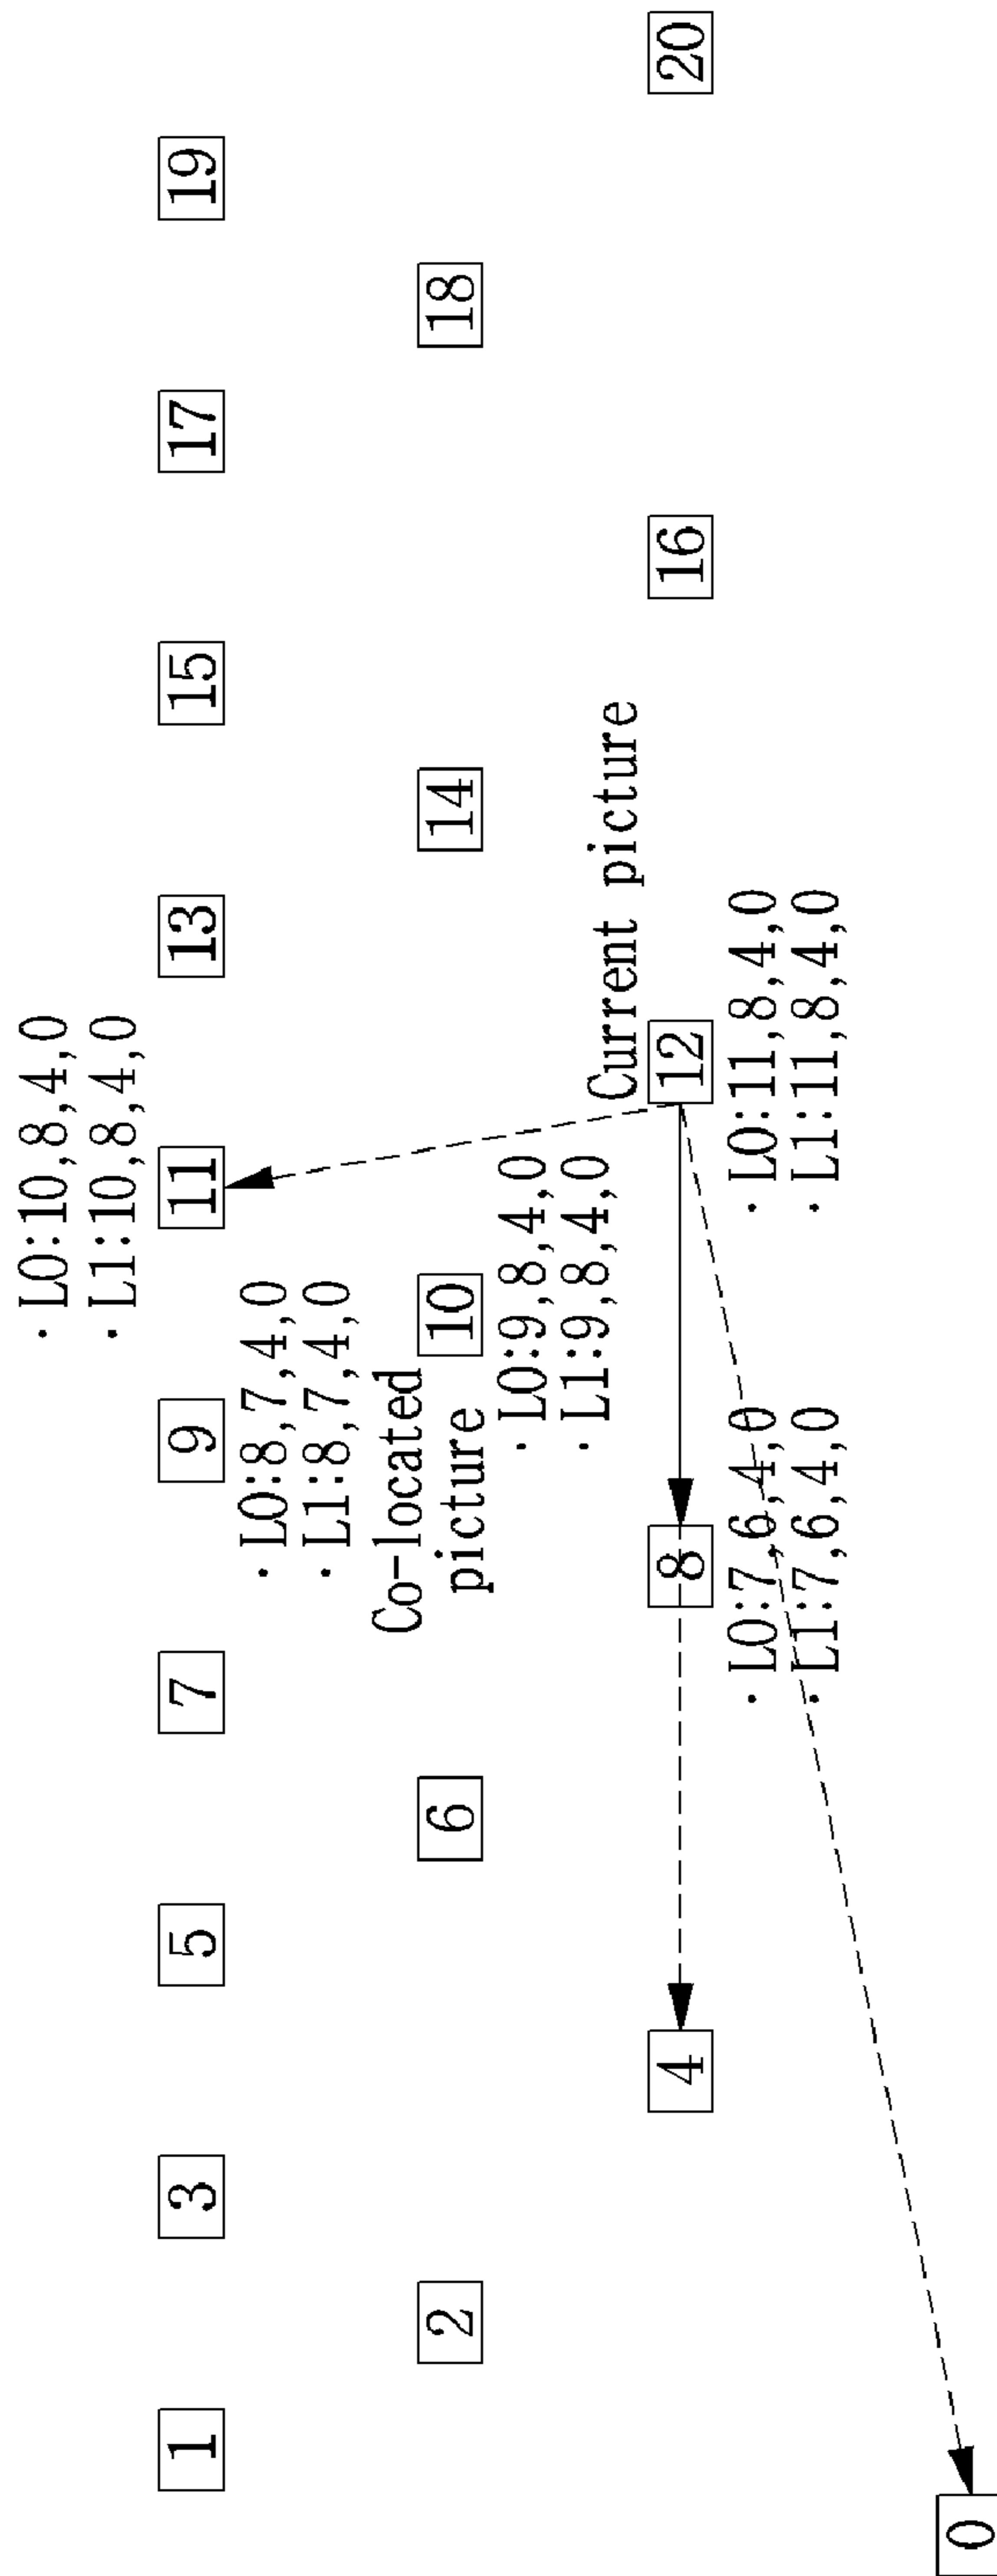 · L0:10,8,4,0
· L1:10,8,4,0
1 3 5 7 9 11 13 15 17 19
· L0:8,7,4,0
· L1:8,7,4,0
Co-located
picture
2 6 10 14 18
· L0:9,8,4,0
· L1:9,8,4,0
Current picture
4 8 12 16 20
· L0:7,6,4,0
· L1:7,6,4,0
· L0:11,8,4,0
· L1:11,8,4,0
0